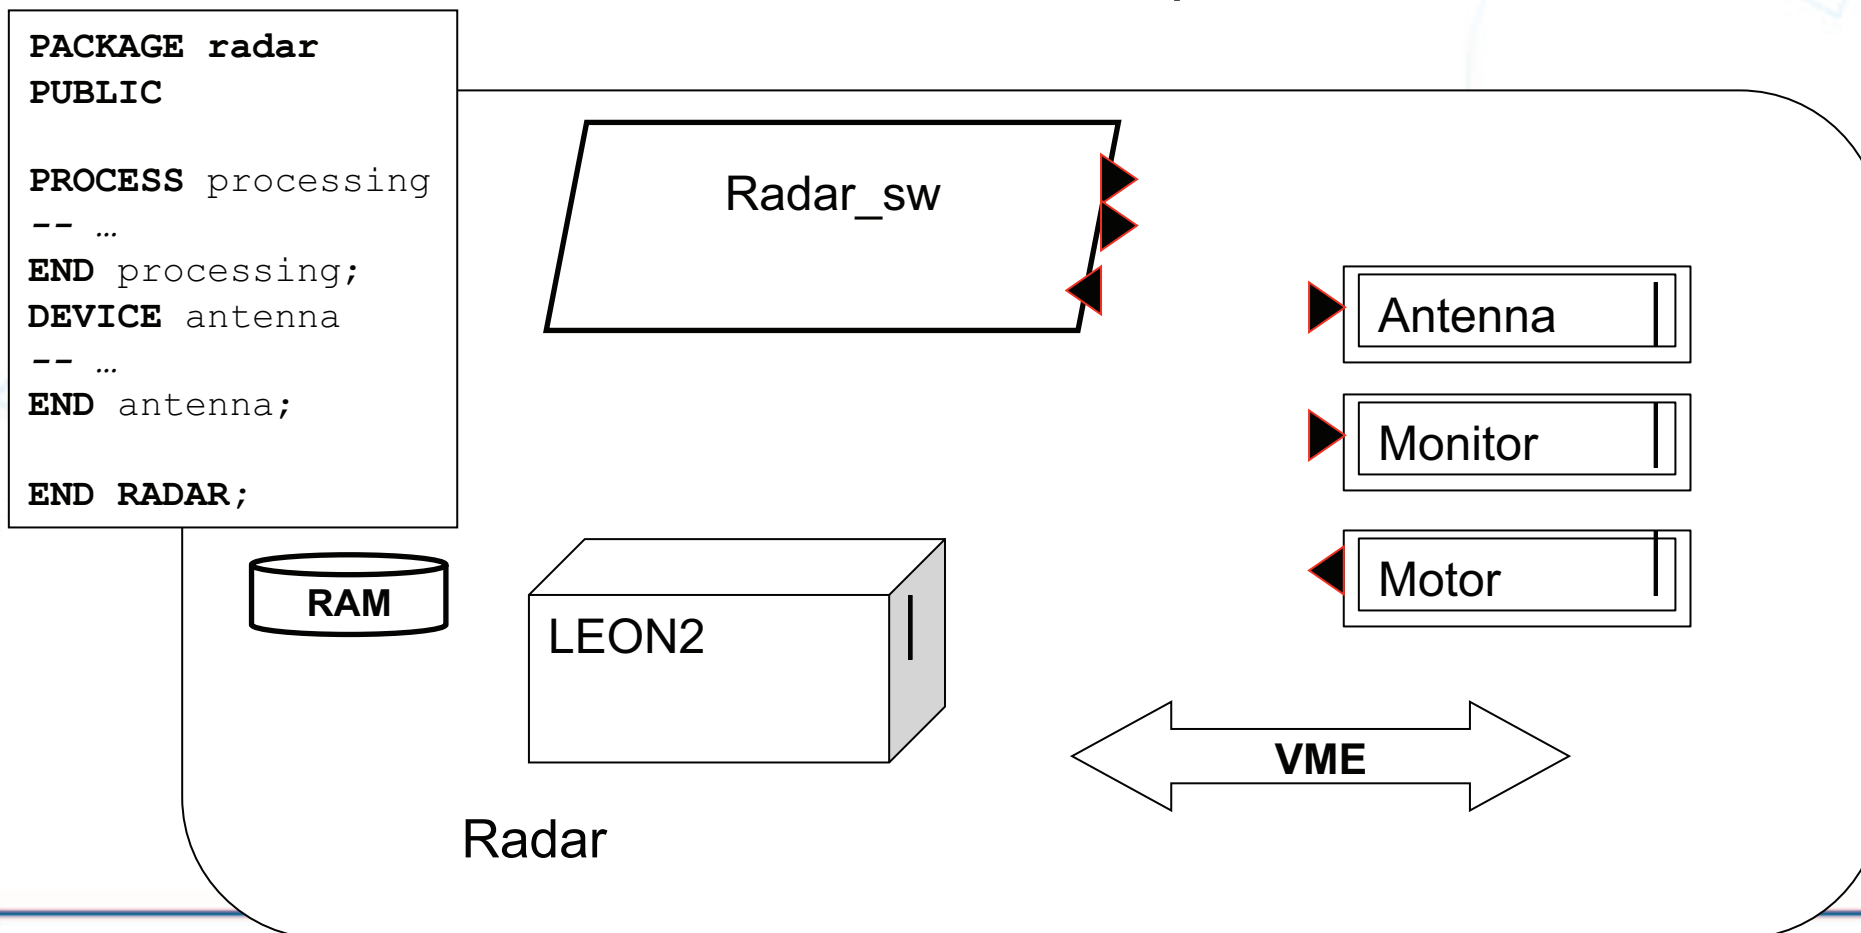 PACKAGE radar
PUBLIC
PROCESS processing
-- …
END processing;
DEVICE antenna
-- …
END antenna;
END RADAR;
Radar_sw
Antenna
Monitor
Motor
RAM
LEON2
VME
Radar